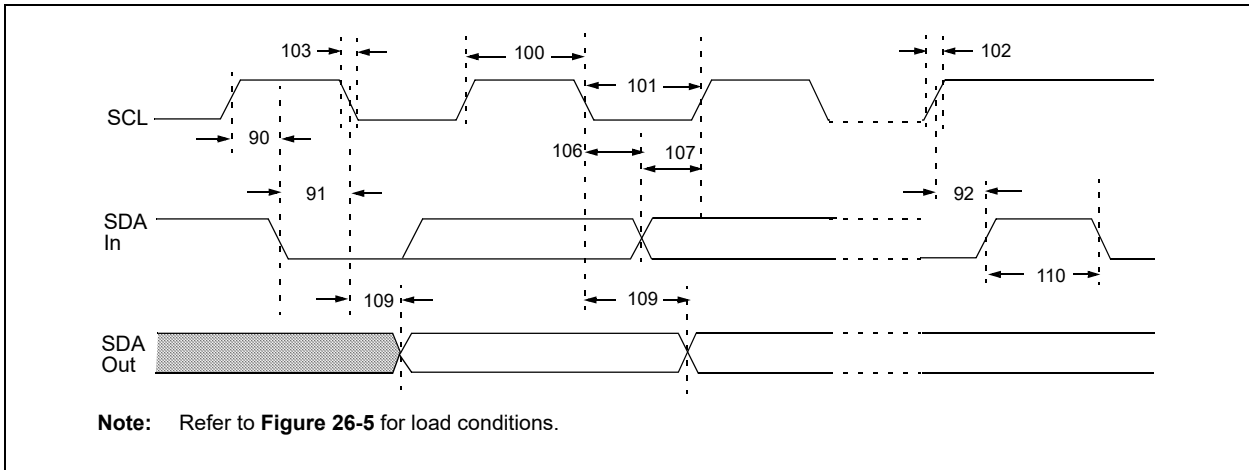 103
100
102
101
SCL
90
106
107
91
92
SDA
In
109
109
110
SDA
Out
Note: Refer to Figure 26-5 for load conditions.